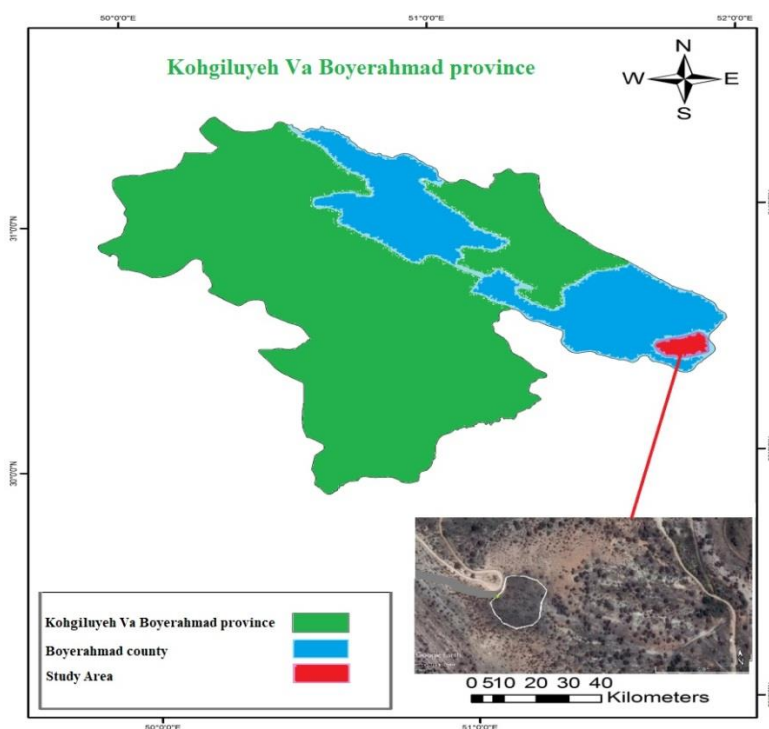 50°0'0"E 51°0'0"E 52°0'0"E
Kohgiluyeh Va Boyerahmad province
N
W E
S
31°0'0"N
30°0'0"N
Kohgiluyeh Va Boyerahmad province
Boyerahmad county
Study Area
N
0 5 10 20 30 40
Kilometers
50°0'0"E 51°0'0"E